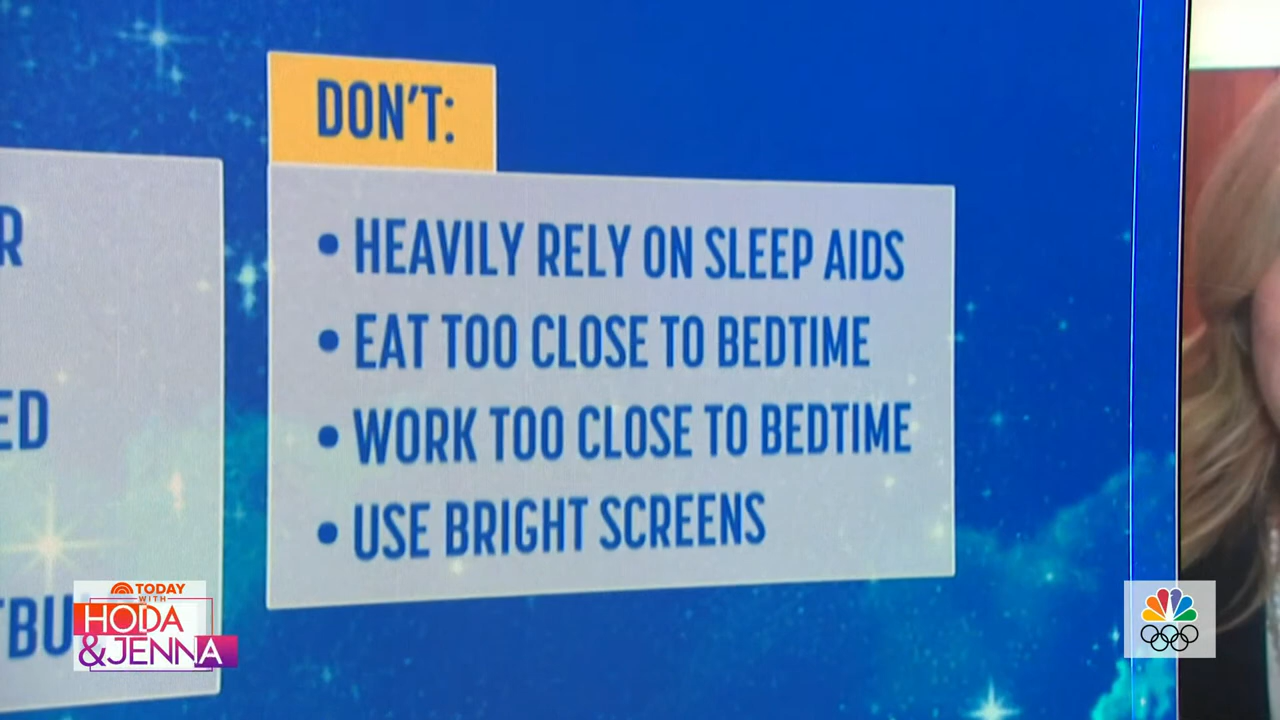 DON'T:
• HEAVILY RELY ON SLEEP AIDS
• EAT TOO CLOSE TO BEDTIME
• WORK TOO CLOSE TO BEDTIME
• USE BRIGHT SCREENS
TODAY
WITH
HODA
&JENNA